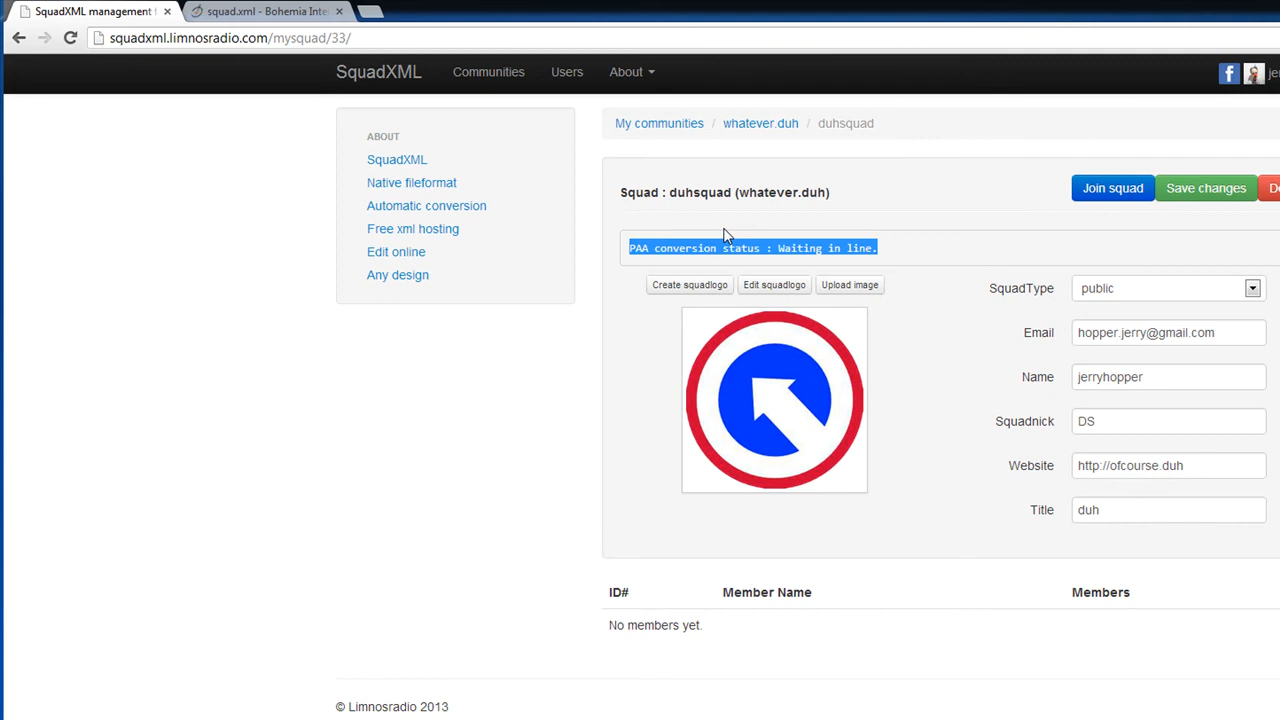 SquadXML management
squad.xml - Bohemia Inte
squadxml.limnosradio.com/mysquad/33/
SquadXML Communities Users About
ABOUT
SquadXML
Native fileformat
Automatic conversion
Free xml hosting
Edit online
Any design
My communities / whatever.duh / duhsquad
Squad : duhsquad (whatever.duh)
Join squad Save changes
PAA conversion status : Waiting in line.
Create squadlogo Edit squadlogo Upload image
SquadType public
Email hopper.jerry@gmail.com
Name jerryhopper
Squadnick DS
Website http://ofcourse.duh
Title duh
ID# Member Name Members
No members yet.
© Limnosradio 2013